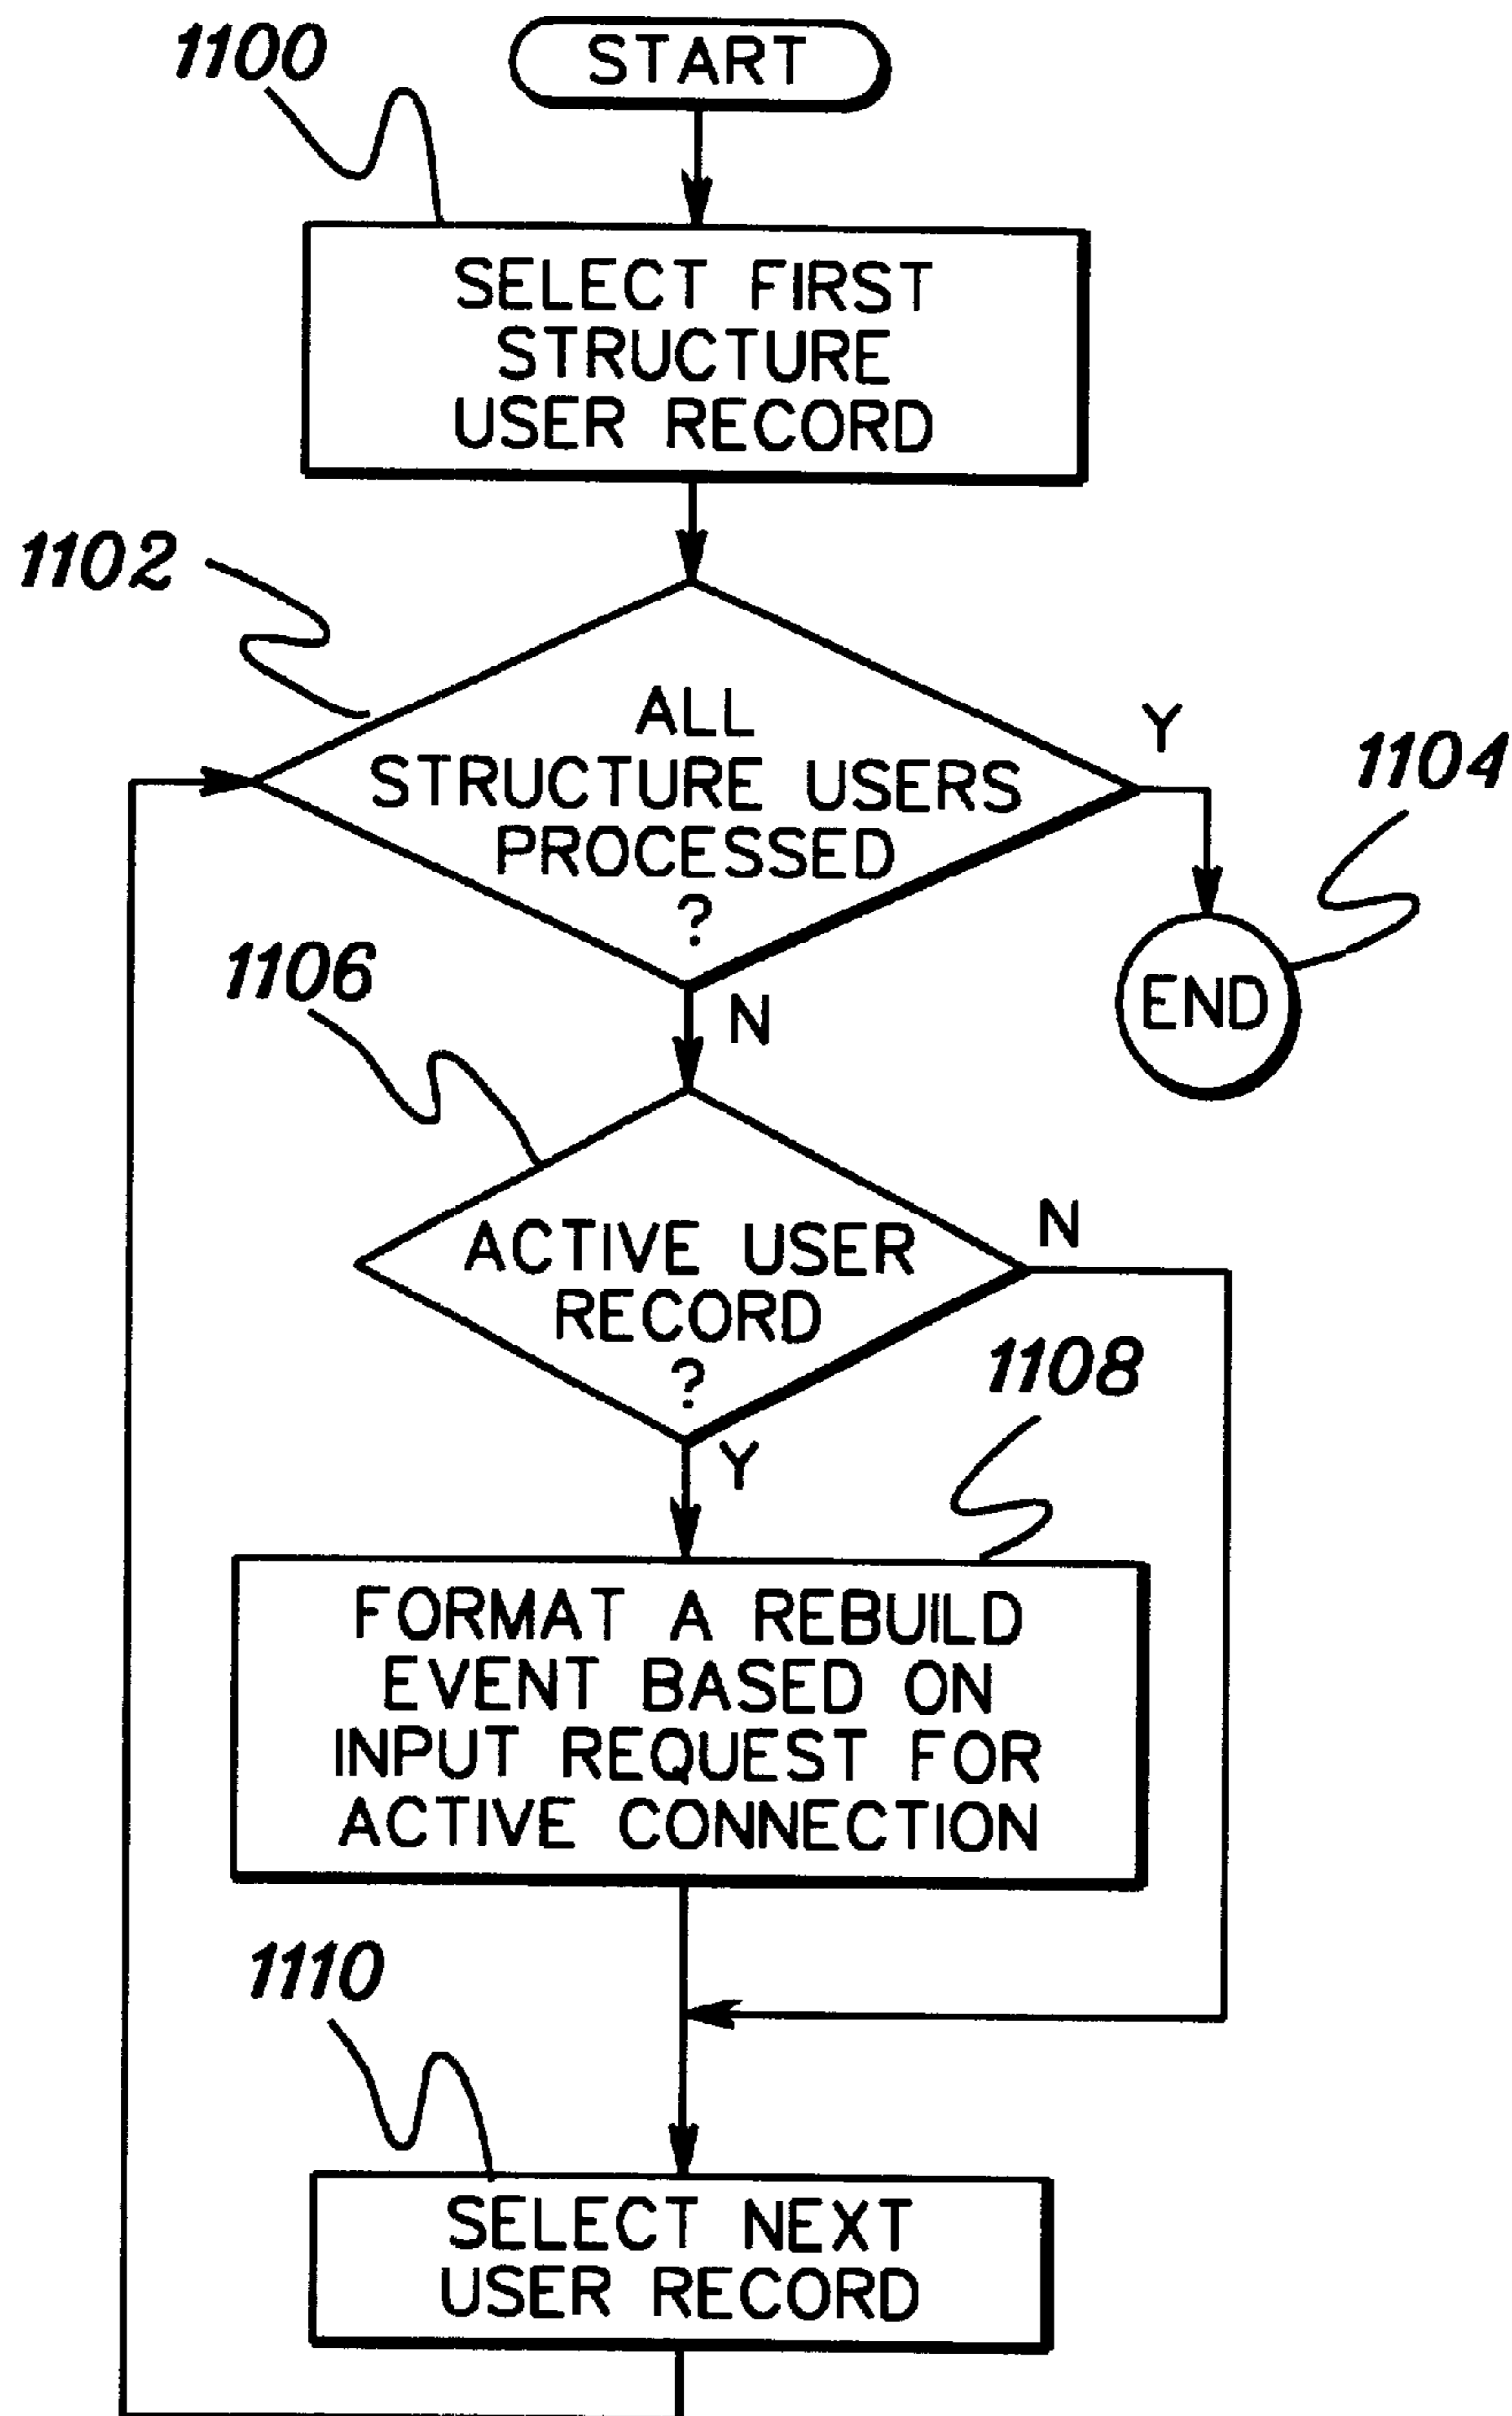 1100
START
SELECT FIRST
STRUCTURE
USER RECORD
1102
ALL
STRUCTURE USERS
PROCESSED
?
Y
1104
END
N
1106
ACTIVE USER
RECORD
?
N
Y
1108
FORMAT A REBUILD
EVENT BASED ON
INPUT REQUEST FOR
ACTIVE CONNECTION
1110
SELECT NEXT
USER RECORD